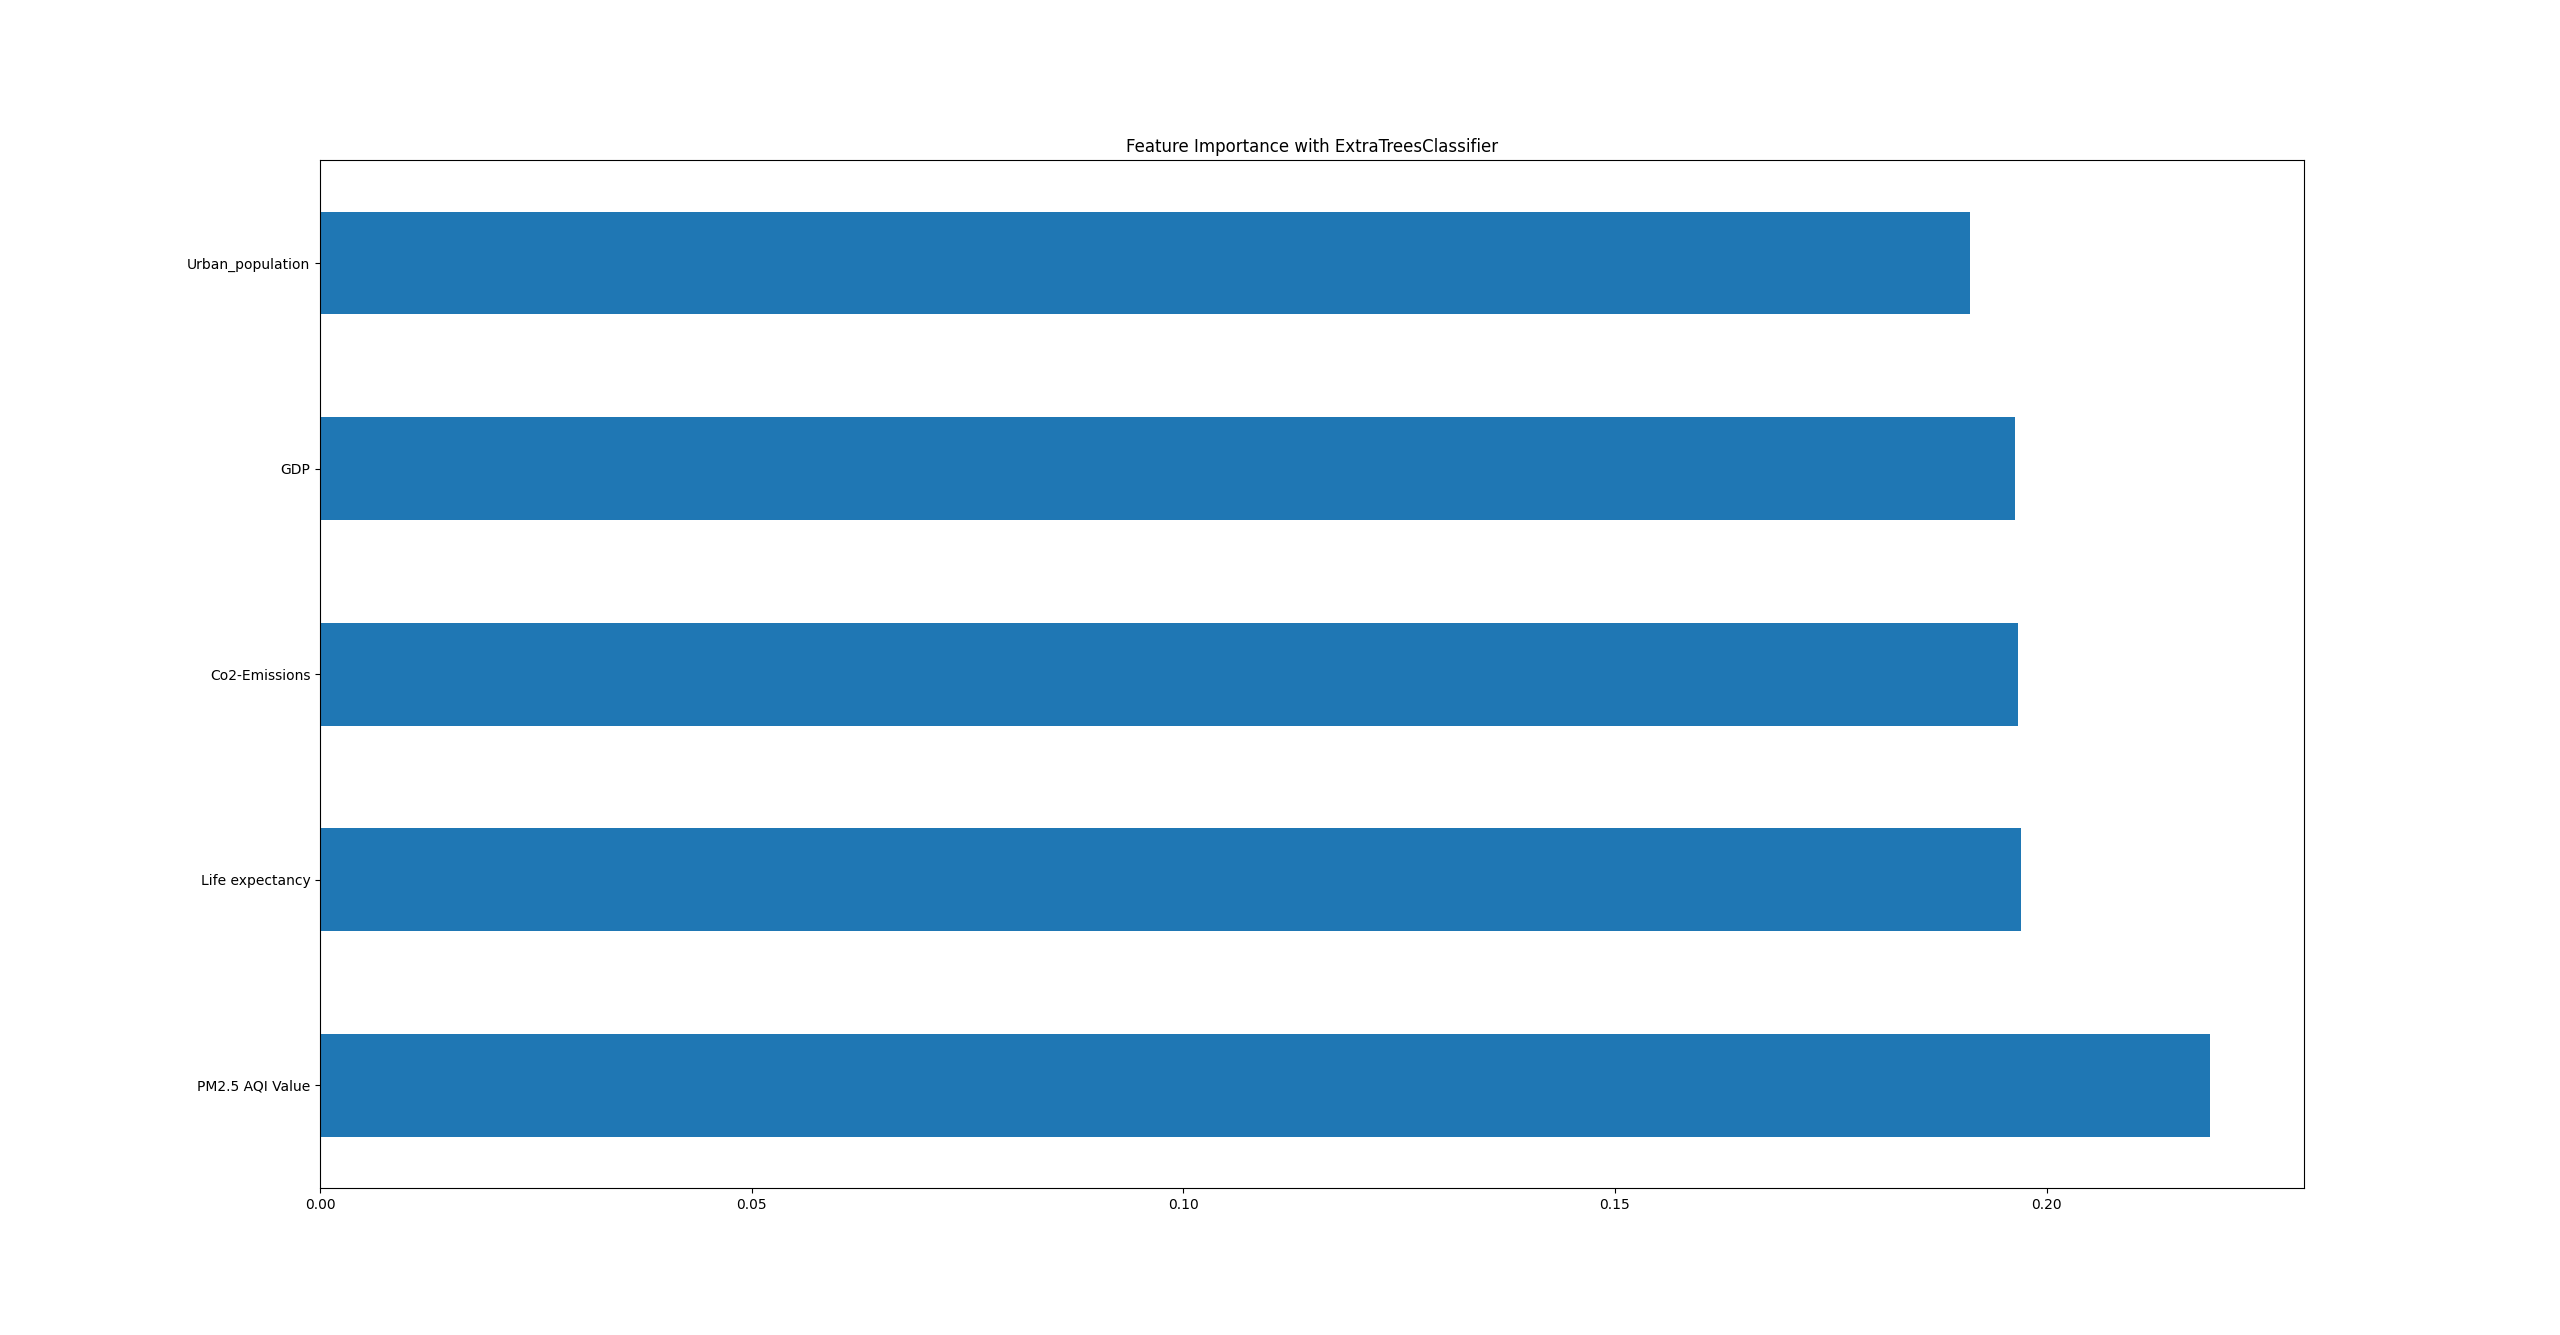 Feature Importance with ExtraTreesClassifier
Urban_population
GDP
Co2-Emissions
Life expectancy
PM2.5 AQI Value
0.00 0.05 0.10 0.15 0.20